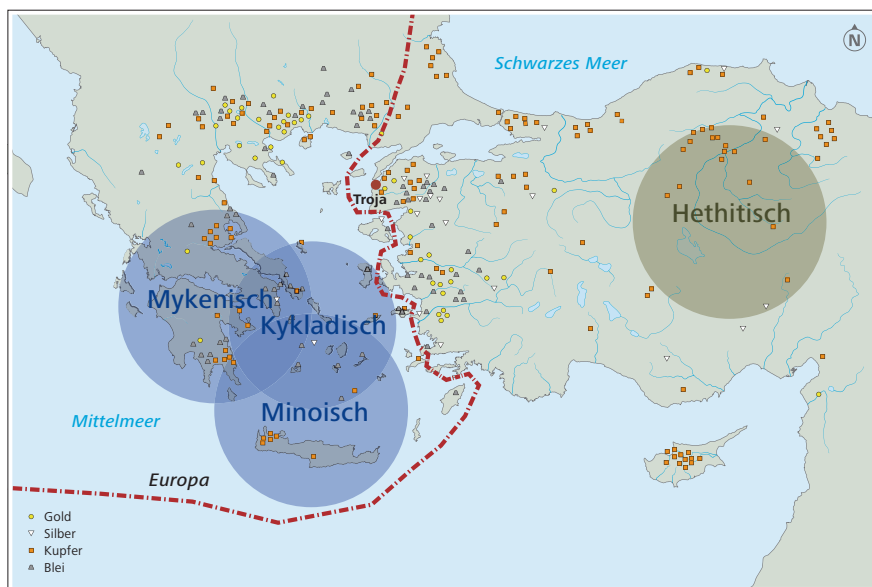 N
Schwarzes Meer
Troja
Hethitisch
Mykenisch
Kykladisch
Minoisch
Mittelmeer
Europa
Gold
Silber
Kupfer
Blei